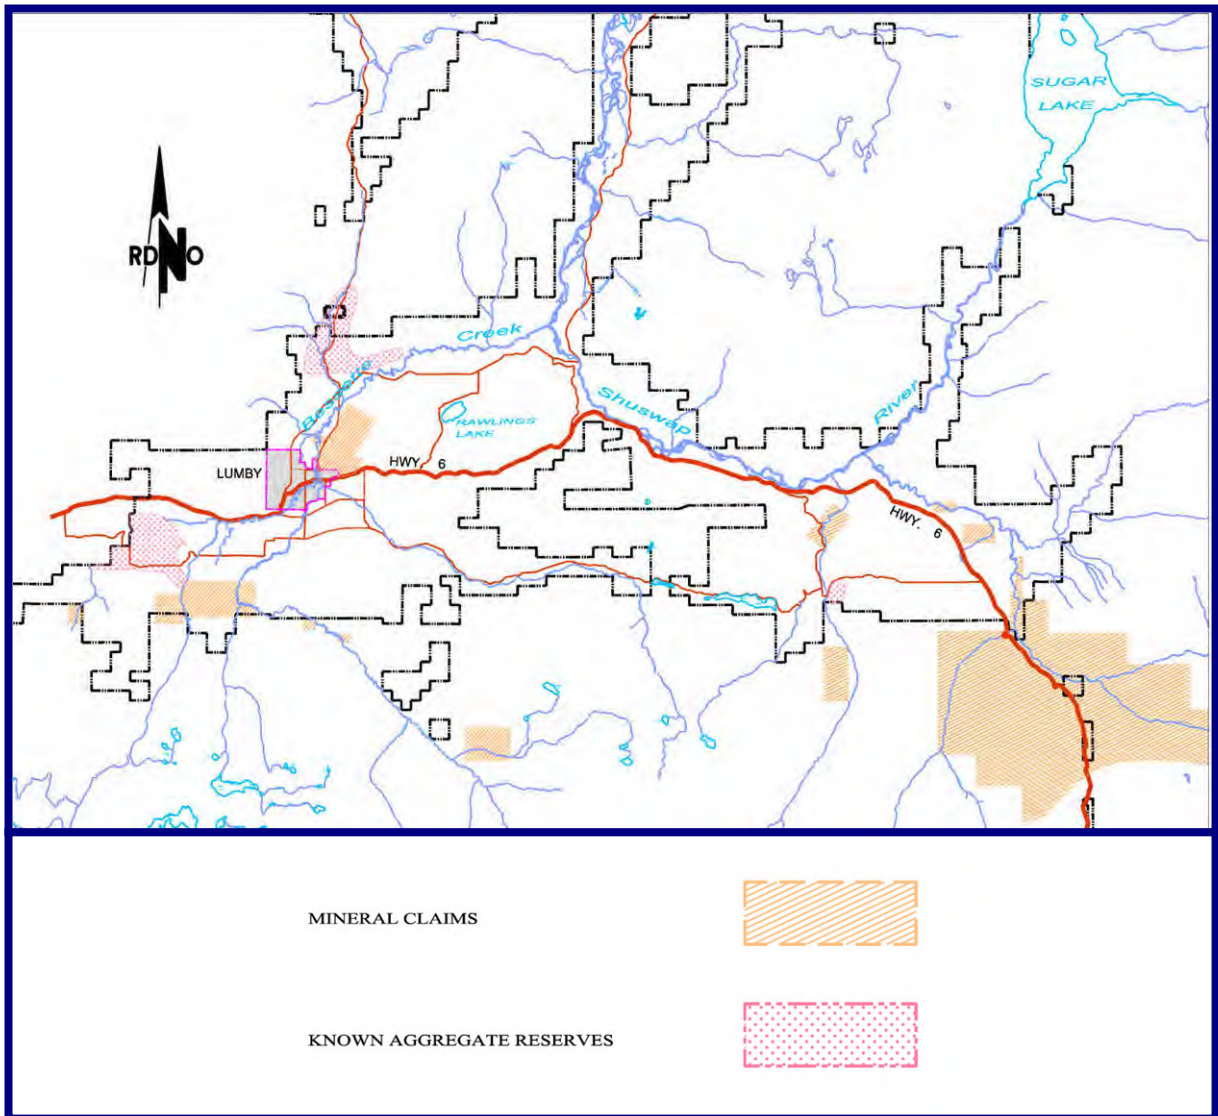 SUGAR
LAKE
RDNO
Creek
Bessette
Shuswap
River
RAWLINGS
LAKE
LUMBY
HWY. 6
HWY. 6
MINERAL CLAIMS
KNOWN AGGREGATE RESERVES